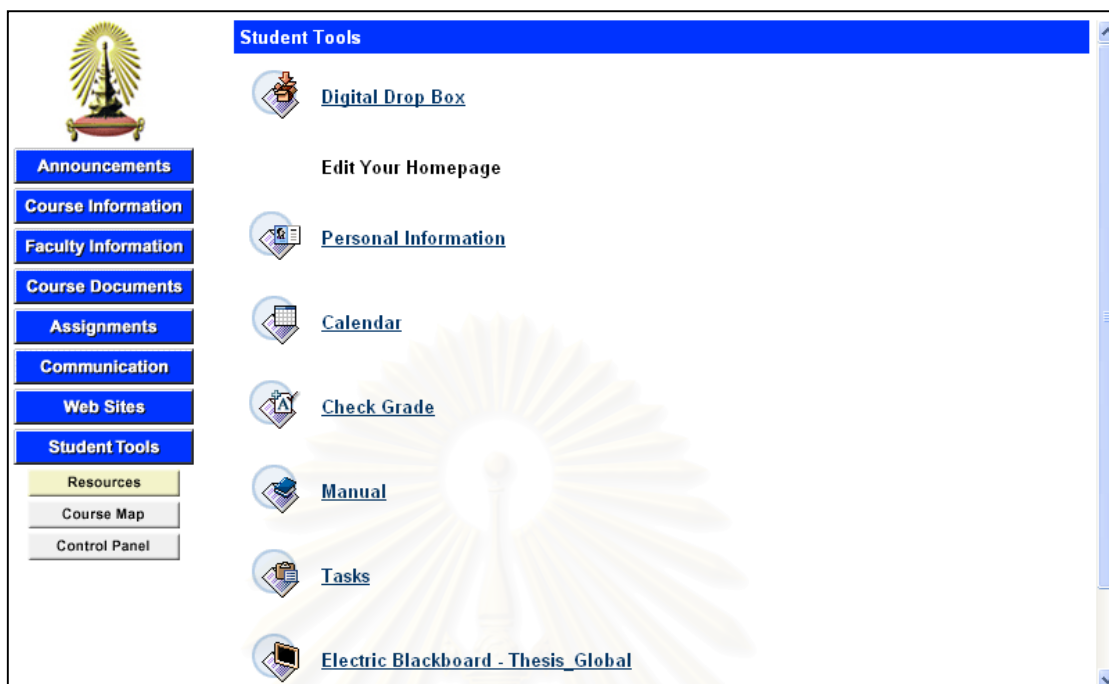 Student Tools
Digital Drop Box
Edit Your Homepage
Personal Information
Calendar
Check Grade
Manual
Tasks
Electric Blackboard - Thesis_Global
Announcements
Course Information
Faculty Information
Course Documents
Assignments
Communication
Web Sites
Student Tools
Resources
Course Map
Control Panel